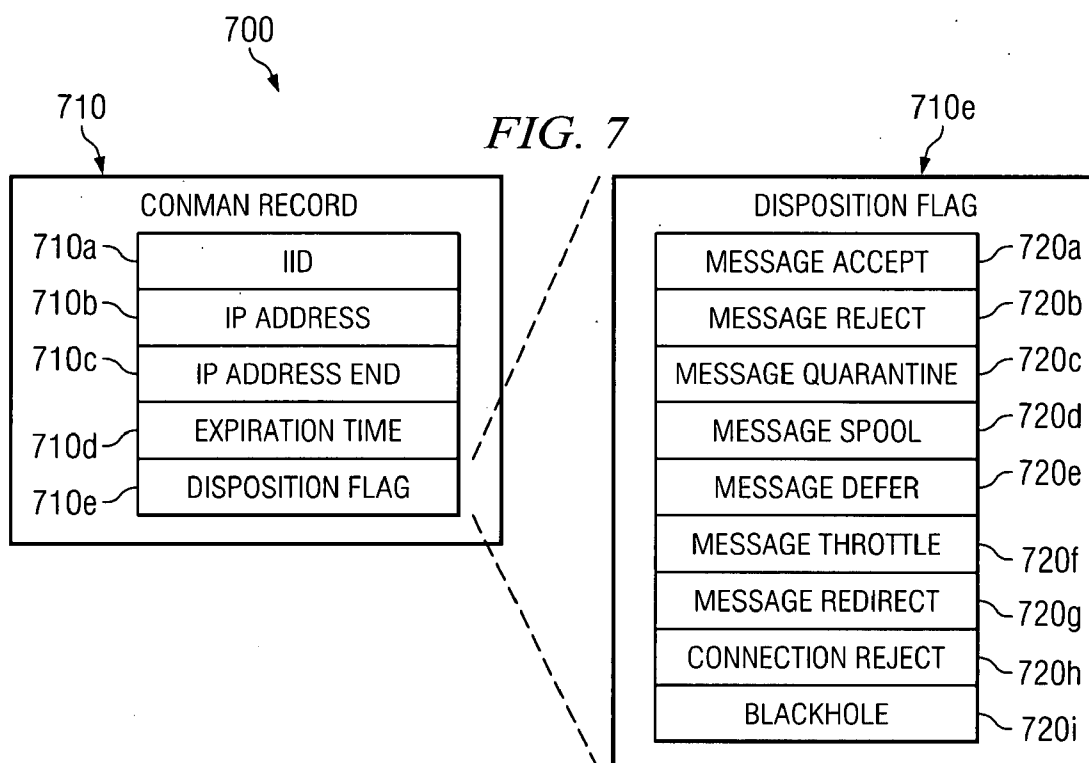 700
FIG. 7
710
CONMAN RECORD
710a
IID
710b
IP ADDRESS
710c
IP ADDRESS END
710d
EXPIRATION TIME
710e
DISPOSITION FLAG
710e
DISPOSITION FLAG
MESSAGE ACCEPT
720a
MESSAGE REJECT
720b
MESSAGE QUARANTINE
720c
MESSAGE SPOOL
720d
MESSAGE DEFER
720e
MESSAGE THROTTLE
720f
MESSAGE REDIRECT
720g
CONNECTION REJECT
720h
BLACKHOLE
720i